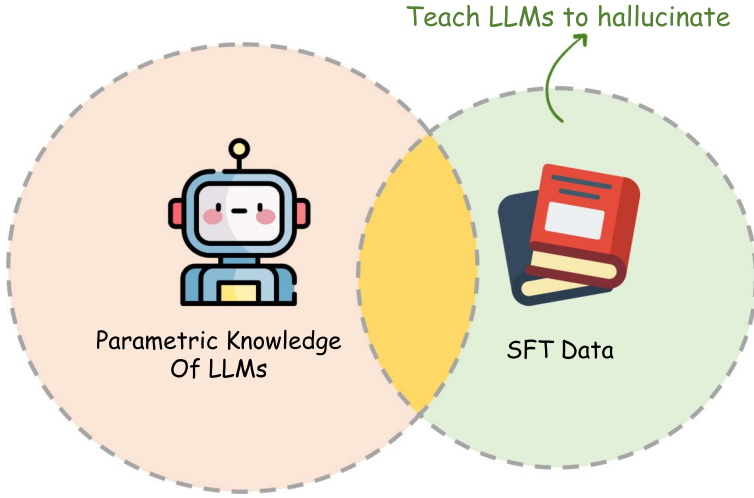 Teach LLMs to hallucinate
Parametric Knowledge
Of LLMs
SFT Data